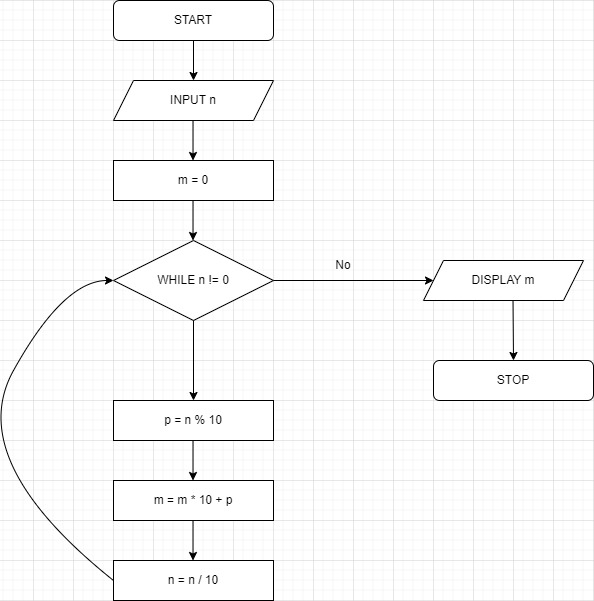 START
INPUT n
m = 0
WHILE n != 0
No
DISPLAY m
STOP
p = n % 10
m = m * 10 + p
n = n / 10